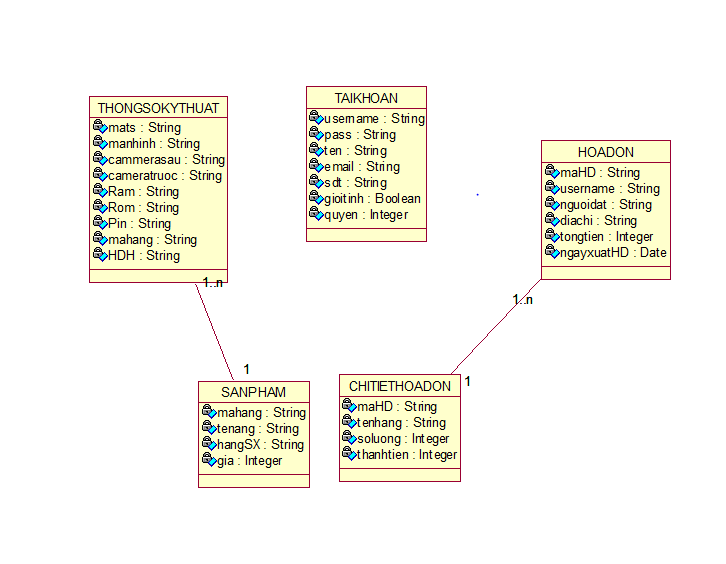 THONGSOKYTHUAT
mats : String
manhinh : String
cammerasau : String
cameratruoc : String
Ram : String
Rom : String
Pin : String
mahang : String
HDH : String
1..n
TAIKHOAN
username : String
pass : String
ten : String
email : String
sdt : String
gioitinh : Boolean
quyen : Integer
HOADON
maHD : String
username : String
nguoidat : String
diachi : String
tongtien : Integer
ngayxuatHD : Date
1..n
1
SANPHAM
mahang : String
tenang : String
hangSX : String
gia : Integer
1
CHITIETHOADON
maHD : String
tenhang : String
soluong : Integer
thanhtien : Integer